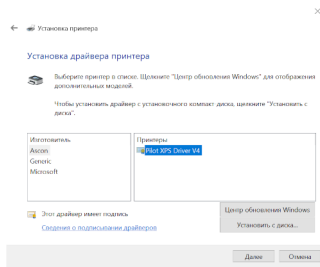 Установка принтера
Установка драйвера принтера
Выберите принтер в списке. Щелкните "Центр обновления Windows" для отображения
дополнительных моделей.
Чтобы установить драйвер с установочного компакт диска, щелкните "Установить с
диска".
Изготовитель
Ascon
Generic
Microsoft
Принтеры
Pilot XPS Driver V4
Этот драйвер имеет подпись
Сведения о подписывании драйверов
Центр обновления Windows
Установить с диска...
Далее
Отмена